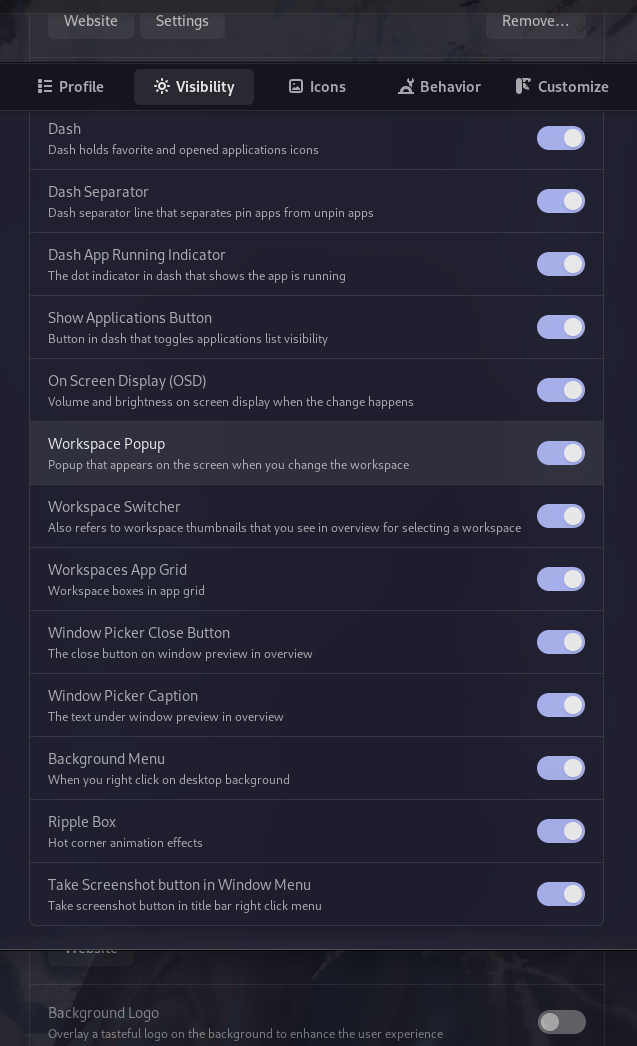 Website Settings Remove...
Profile Visibility Icons Behavior Customize
Dash
Dash holds favorite and opened applications icons
Dash Separator
Dash separator line that separates pin apps from unpin apps
Dash App Running Indicator
The dot indicator in dash that shows the app is running
Show Applications Button
Button in dash that toggles applications list visibility
On Screen Display (OSD)
Volume and brightness on screen display when the change happens
Workspace Popup
Popup that appears on the screen when you change the workspace
Workspace Switcher
Also refers to workspace thumbnails that you see in overview for selecting a workspace
Workspaces App Grid
Workspace boxes in app grid
Window Picker Close Button
The close button on window preview in overview
Window Picker Caption
The text under window preview in overview
Background Menu
When you right click on desktop background
Ripple Box
Hot corner animation effects
Take Screenshot button in Window Menu
Take screenshot button in title bar right click menu
Website
Background Logo
Overlay a tasteful logo on the background to enhance the user experience